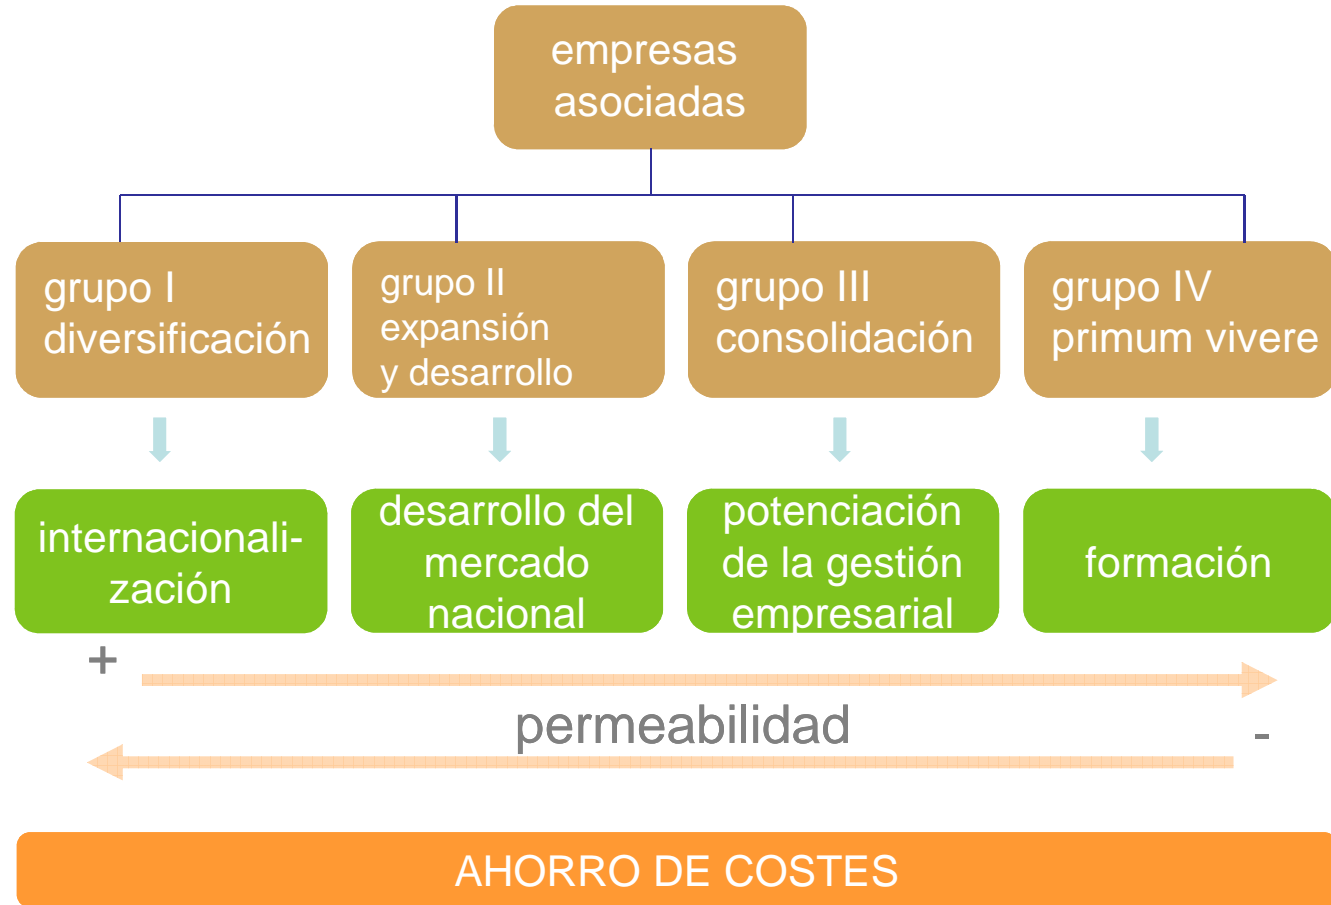 empresas
asociadas
grupo I
diversificación
grupo II
expansión
y desarrollo
grupo III
consolidación
grupo IV
primum vivere
internacionali-
zación
desarrollo del
mercado
nacional
potenciación
de la gestión
empresarial
formación
+
permeabilidad
-
AHORRO DE COSTES